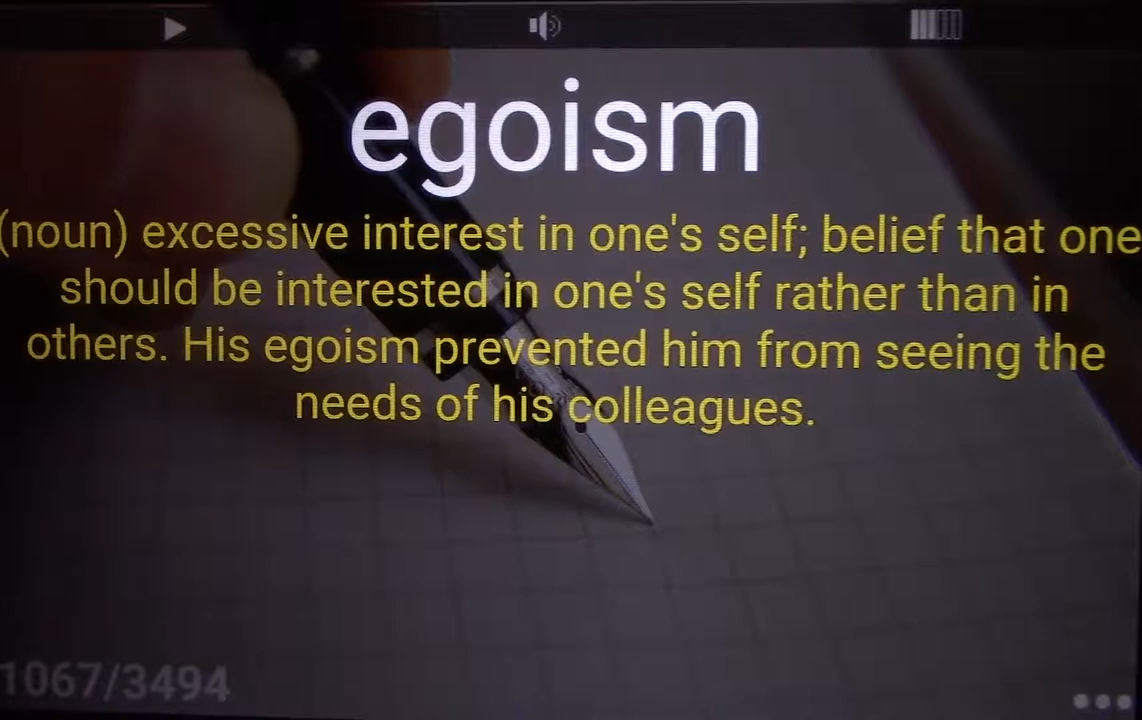 egoism
(noun) excessive interest in one's self; belief that one
should be interested in one's self rather than in
others. His egoism prevented him from seeing the
needs of his colleagues.
1067/3494